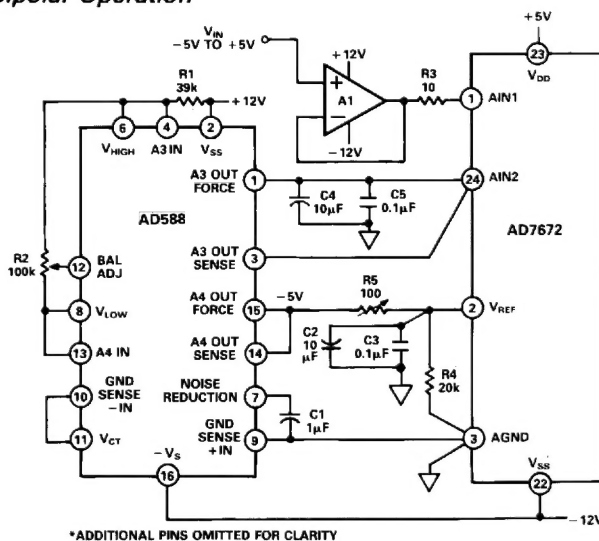 Bipolar Operation
+5V
VIN
−5V TO +5V
+12V
23
VDD
R1
39k
+12V
+
A1
−
−12V
R3
10
1
AIN1
6
4
2
VHIGH
A3 IN
VSS
A3 OUT
FORCE
1
C4
10µF
C5
0.1µF
24
AIN2
AD588
AD7672
R2
100k
12
BAL
ADJ
A3 OUT
SENSE
3
8
VLOW
A4 OUT
FORCE
15
−5V
R5
100
2
VREF
13
A4 IN
A4 OUT
SENSE
14
C2
10
µF
C3
0.1µF
R4
20k
10
GND
SENSE
−IN
NOISE
REDUCTION
7
C1
1µF
11
VCT
GND
SENSE
+IN
9
3
AGND
−VS
16
VSS
22
−12V
*ADDITIONAL PINS OMITTED FOR CLARITY